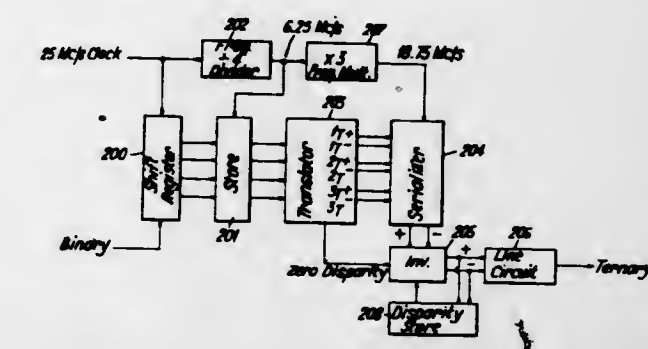 202
6.25 Mc/s
207
25 Mc/s Clock
Freq.
÷ 4
Divider
x 3
Freq. Mult.
18.75 Mc/s
203
200
Shift
Register
Store
201
Translator
1T+
1T-
2T+
2T-
3T+
3T-
Serializer
204
Binary
+
-
205
Zero Disparity
Inv.
+
-
206
Line
Circuit
Ternary
208
Disparity
Store